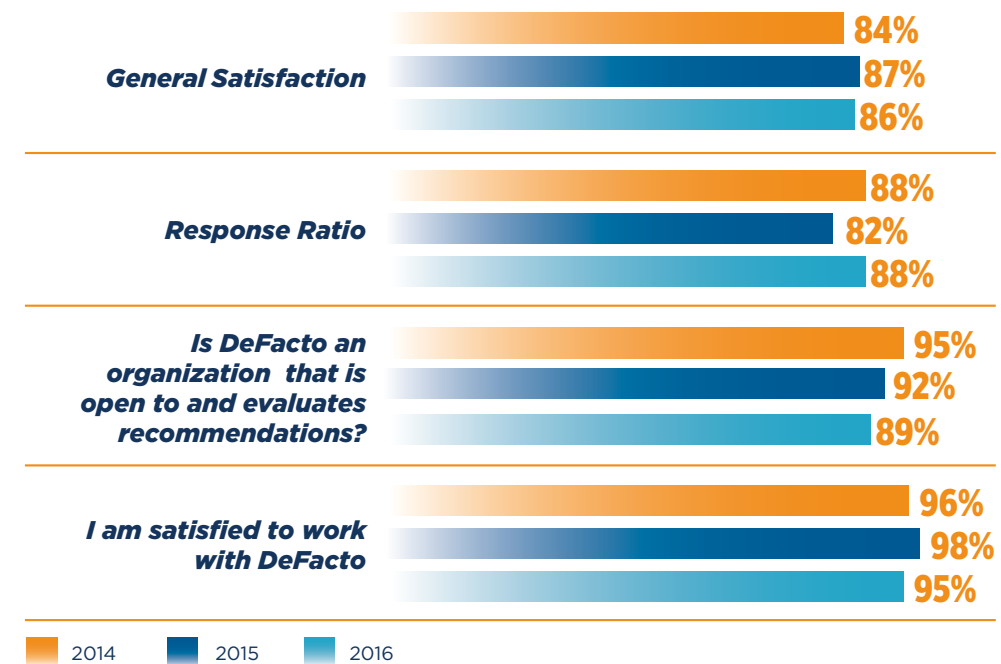 84%
General Satisfaction
87%
86%
88%
Response Ratio
82%
88%
Is DeFacto an
organization that is
open to and evaluates
recommendations?
95%
92%
89%
I am satisfied to work
with DeFacto
96%
98%
95%
2014
2015
2016